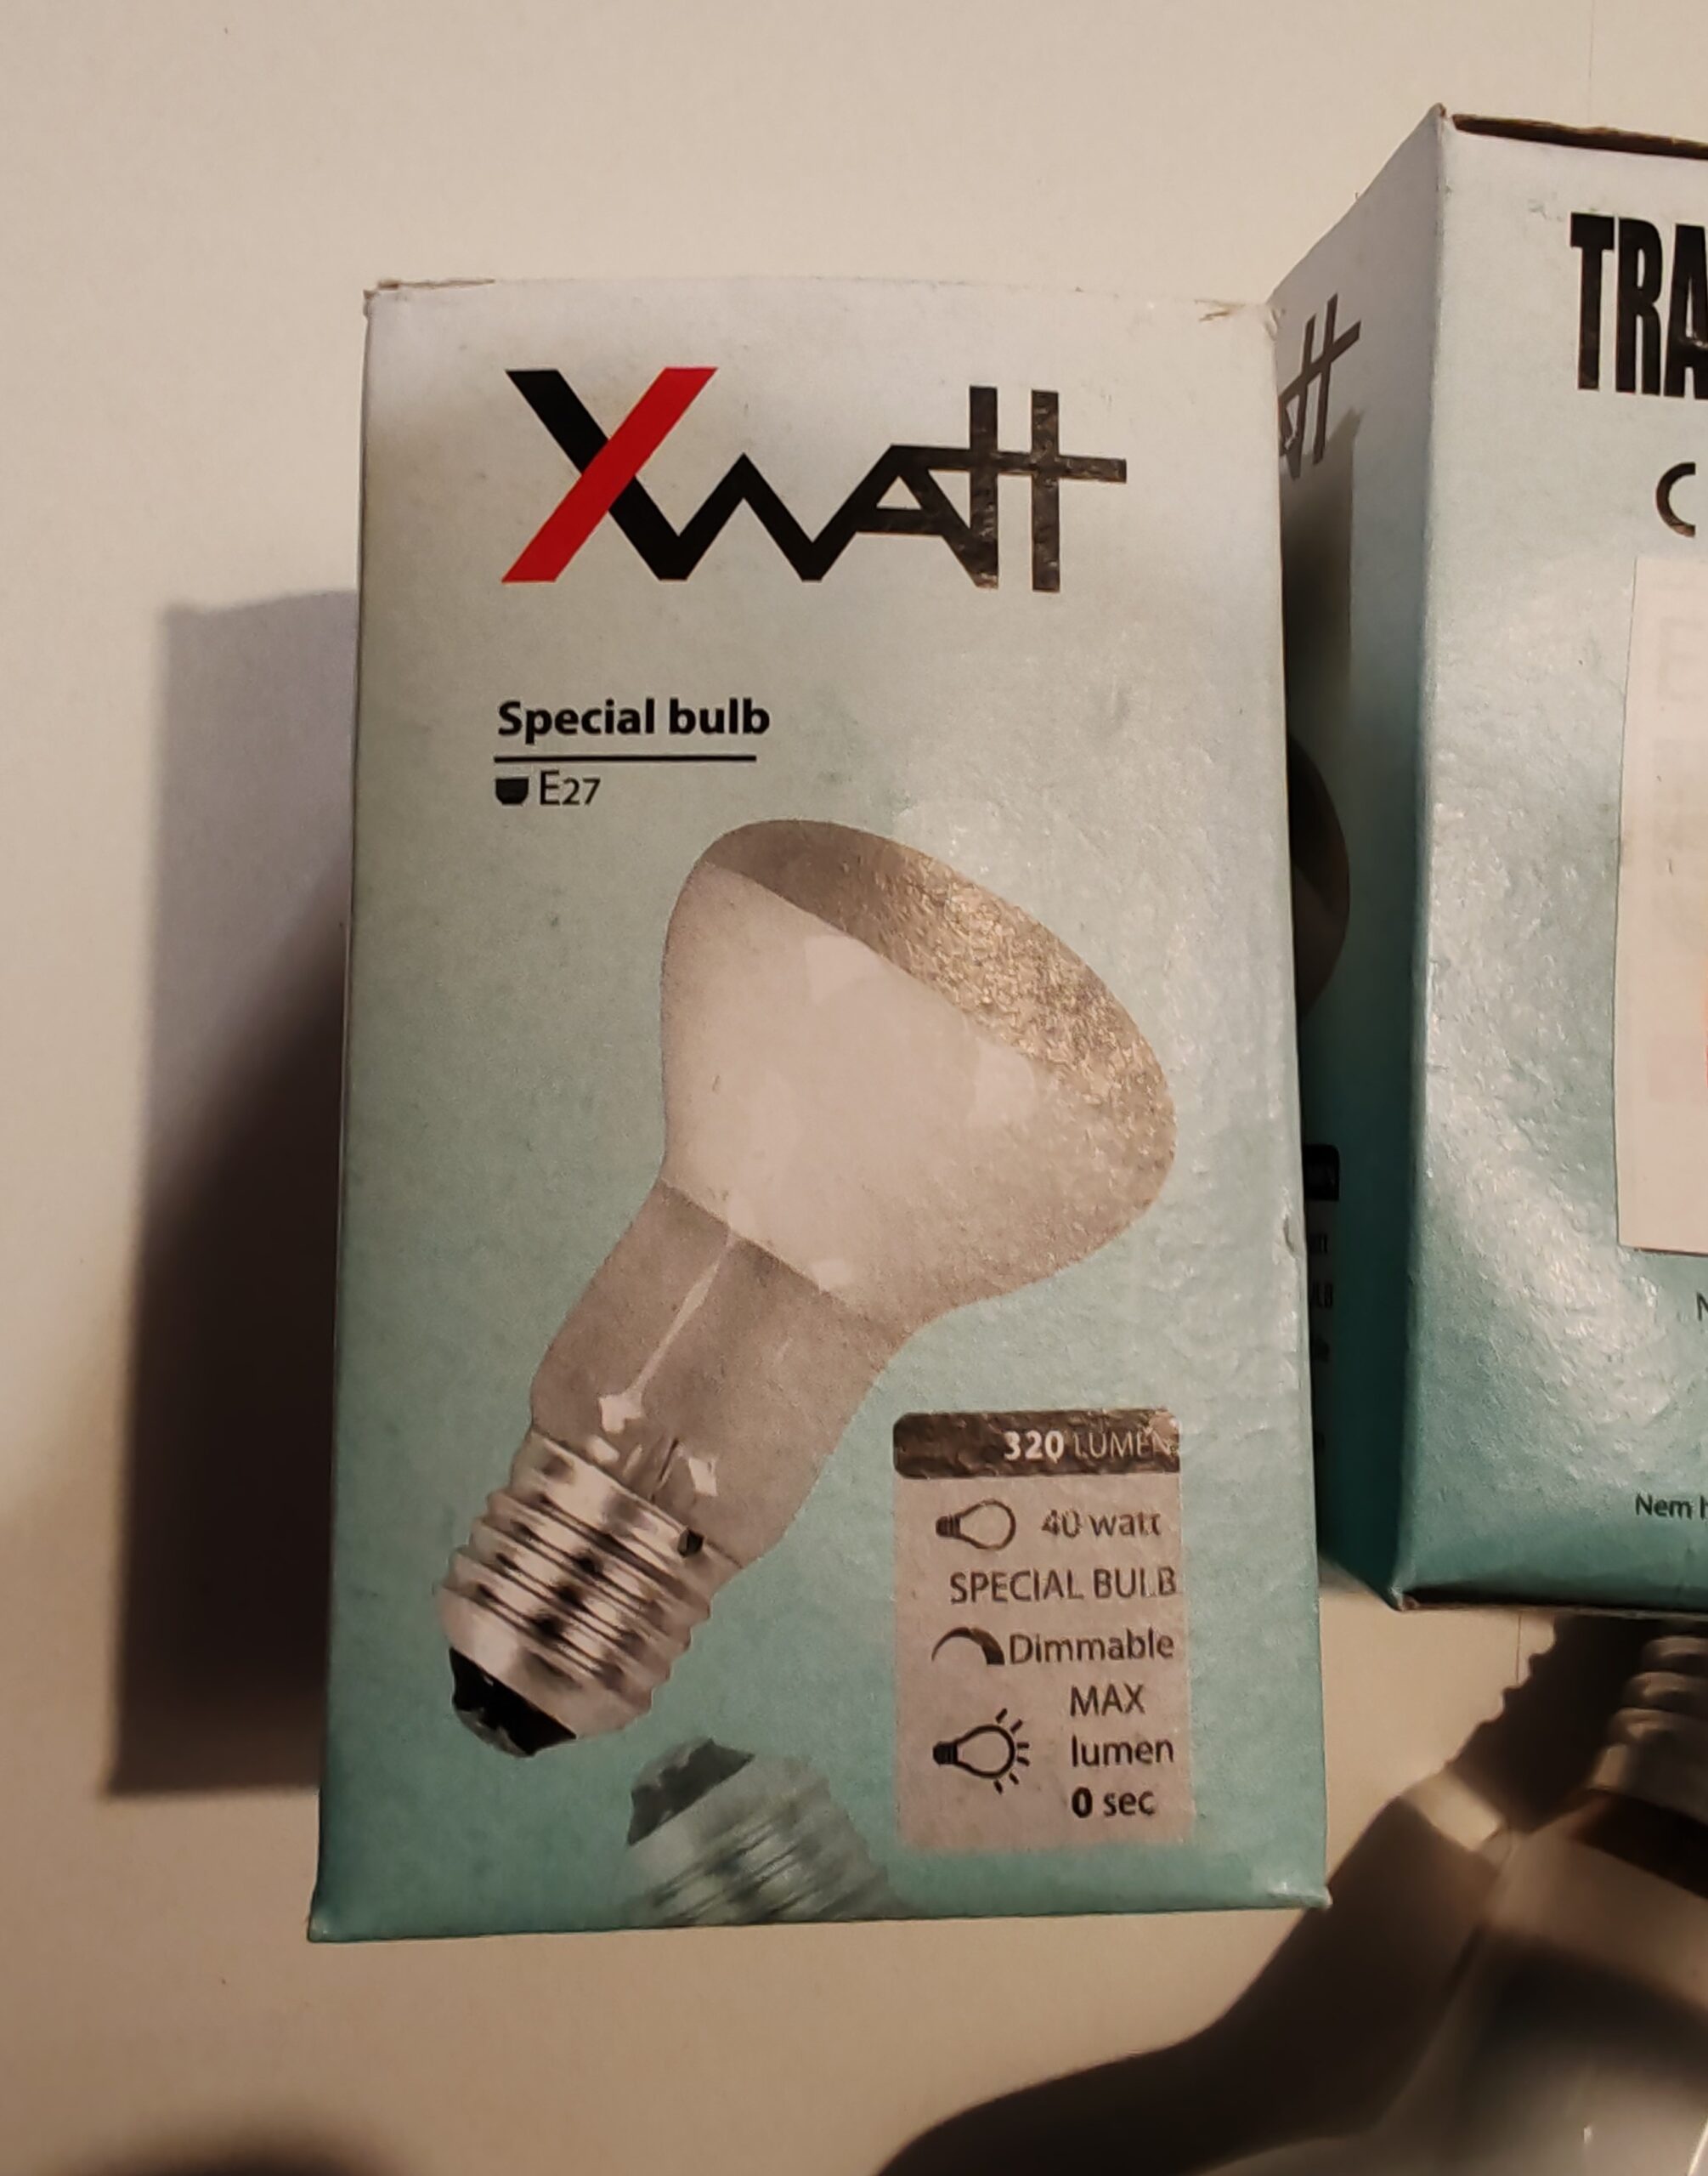 XWATT
Special bulb
E27
320 LUMEN
40 watt
SPECIAL BULB
Dimmable
MAX
lumen
0 sec
TRA
C
Nem